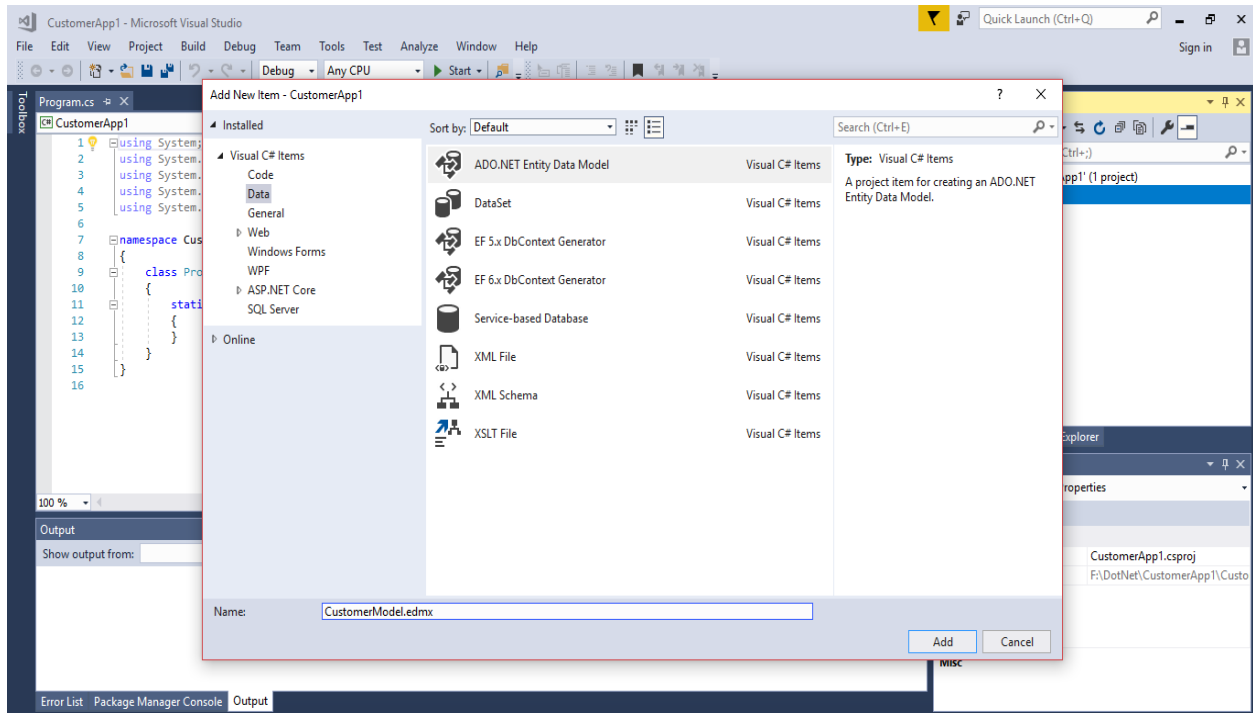 CustomerApp1 - Microsoft Visual Studio
Quick Launch (Ctrl+Q)
File Edit View Project Build Debug Team Tools Test Analyze Window Help
Sign in
Debug Any CPU Start
Toolbox
Program.cs
CustomerApp1
1 using System;
2 using System.
3 using System.
4 using System.
5 using System.
6
7 namespace Cus
8 {
9 class Pro
10 {
11 stati
12 {
13 }
14 }
15 }
16
100 %
Output
Show output from:
Error List Package Manager Console Output
Add New Item - CustomerApp1
? X
Installed
Visual C# Items
Code
Data
General
Web
Windows Forms
WPF
ASP.NET Core
SQL Server
Online
Sort by: Default
Search (Ctrl+E)
ADO.NET Entity Data Model Visual C# Items
DataSet Visual C# Items
EF 5.x DbContext Generator Visual C# Items
EF 6.x DbContext Generator Visual C# Items
Service-based Database Visual C# Items
XML File Visual C# Items
XML Schema Visual C# Items
XSLT File Visual C# Items
Type: Visual C# Items
A project item for creating an ADO.NET
Entity Data Model.
Name: CustomerModel.edmx
Add Cancel
Ctrl+;)
pp1' (1 project)
Explorer
roperties
CustomerApp1.csproj
F:\DotNet\CustomerApp1\Custo
Misc